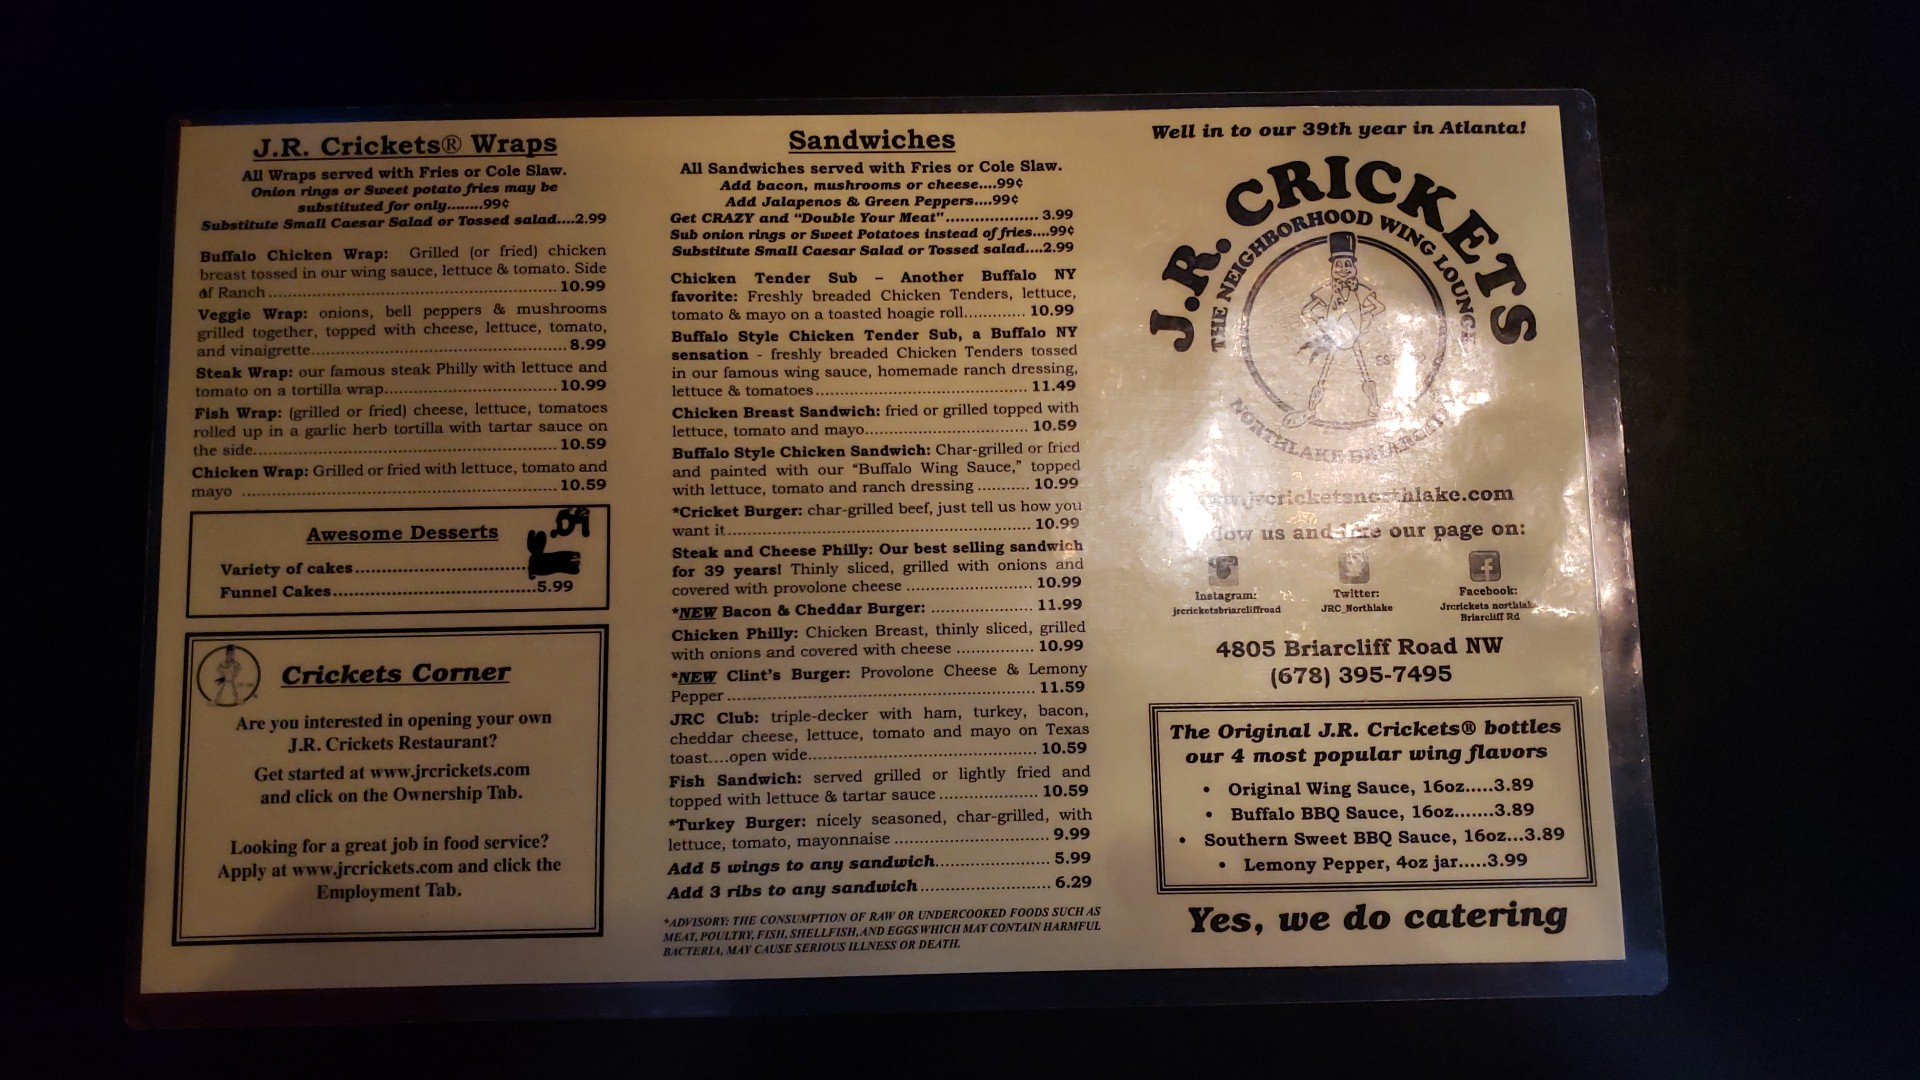 J.R. Crickets® Wraps
All Wraps served with Fries or Cole Slaw.
Onion rings or Sweet potato fries may be
substituted for only........99¢
Substitute Small Caesar Salad or Tossed salad....2.99
Buffalo Chicken Wrap: Grilled (or fried) chicken
breast tossed in our wing sauce, lettuce & tomato. Side
of Ranch.......10.99
Veggie Wrap: onions, bell peppers & mushrooms
grilled together, topped with cheese, lettuce, tomato,
and vinaigrette.......8.99
Steak Wrap: our famous steak Philly with lettuce and
tomato on a tortilla wrap.......10.99
Fish Wrap: (grilled or fried) cheese, lettuce, tomatoes
rolled up in a garlic herb tortilla with tartar sauce on
the side.......10.59
Chicken Wrap: Grilled or fried with lettuce, tomato and
mayo .......10.59
Awesome Desserts
Variety of cakes.......
Funnel Cakes.......5.99
Crickets Corner
Are you interested in opening your own
J.R. Crickets Restaurant?
Get started at www.jrcrickets.com
and click on the Ownership Tab.
Looking for a great job in food service?
Apply at www.jrcrickets.com and click the
Employment Tab.
Sandwiches
All Sandwiches served with Fries or Cole Slaw.
Add bacon, mushrooms or cheese....99¢
Add Jalapenos & Green Peppers....99¢
Get CRAZY and "Double Your Meat"....... 3.99
Sub onion rings or Sweet Potatoes instead of fries....99¢
Substitute Small Caesar Salad or Tossed salad....2.99
Chicken Tender Sub – Another Buffalo NY
favorite: Freshly breaded Chicken Tenders, lettuce,
tomato & mayo on a toasted hoagie roll....... 10.99
Buffalo Style Chicken Tender Sub, a Buffalo NY
sensation - freshly breaded Chicken Tenders tossed
in our famous wing sauce, homemade ranch dressing,
lettuce & tomatoes....... 11.49
Chicken Breast Sandwich: fried or grilled topped with
lettuce, tomato and mayo....... 10.59
Buffalo Style Chicken Sandwich: Char-grilled or fried
and painted with our "Buffalo Wing Sauce," topped
with lettuce, tomato and ranch dressing ....... 10.99
*Cricket Burger: char-grilled beef, just tell us how you
want it....... 10.99
Steak and Cheese Philly: Our best selling sandwich
for 39 years! Thinly sliced, grilled with onions and
covered with provolone cheese ....... 10.99
*NEW Bacon & Cheddar Burger: ....... 11.99
Chicken Philly: Chicken Breast, thinly sliced, grilled
with onions and covered with cheese ....... 10.99
*NEW Clint's Burger: Provolone Cheese & Lemony
Pepper ....... 11.59
JRC Club: triple-decker with ham, turkey, bacon,
cheddar cheese, lettuce, tomato and mayo on Texas
toast....open wide....... 10.59
Fish Sandwich: served grilled or lightly fried and
topped with lettuce & tartar sauce ....... 10.59
*Turkey Burger: nicely seasoned, char-grilled, with
lettuce, tomato, mayonnaise ....... 9.99
Add 5 wings to any sandwich....... 5.99
Add 3 ribs to any sandwich....... 6.29
*ADVISORY: THE CONSUMPTION OF RAW OR UNDERCOOKED FOODS SUCH AS
MEAT, POULTRY, FISH, SHELLFISH, AND EGGS WHICH MAY CONTAIN HARMFUL
BACTERIA, MAY CAUSE SERIOUS ILLNESS OR DEATH.
Well in to our 39th year in Atlanta!
J.R. CRICKETS
THE NEIGHBORHOOD WING LOUNGE
NORTHLAKE
www.jrcricketsnorthlake.com
us and like our page on:
Instagram:
jrcricketsbriarcliffroad
Twitter:
JRC_Northlake
Facebook:
Jrcrickets northlake
Briarcliff Rd
4805 Briarcliff Road NW
(678) 395-7495
The Original J.R. Crickets® bottles
our 4 most popular wing flavors
• Original Wing Sauce, 16oz.....3.89
• Buffalo BBQ Sauce, 16oz.......3.89
• Southern Sweet BBQ Sauce, 16oz...3.89
• Lemony Pepper, 4oz jar.....3.99
Yes, we do catering